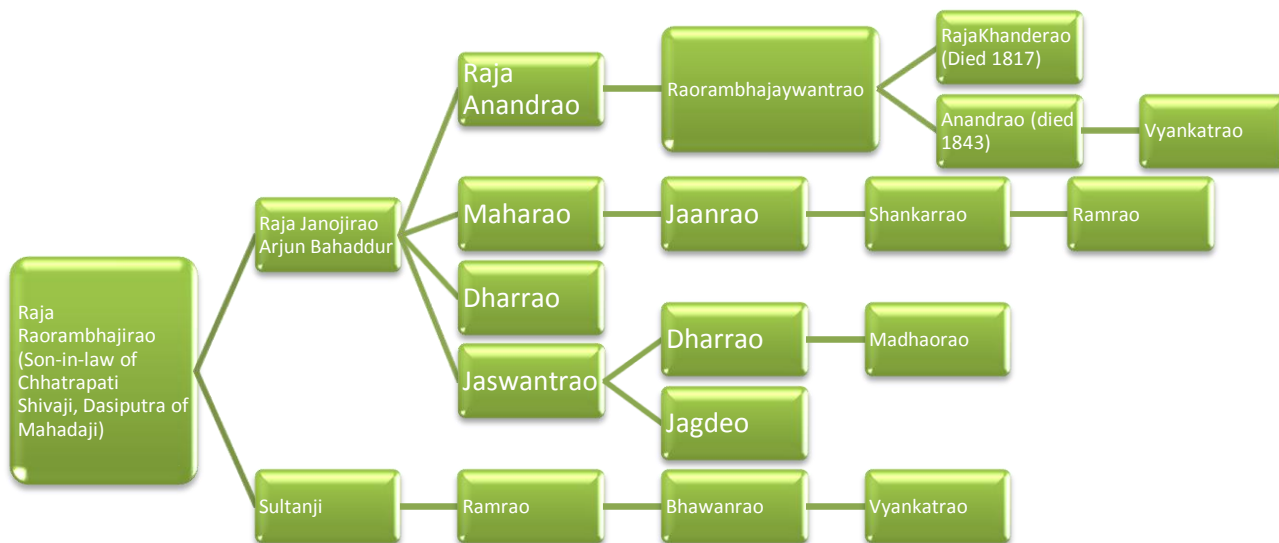 Raja
Raorambhajirao
(Son-in-law of
Chhatrapati
Shivaji, Dasiputra of
Mahadaji)
Raja Janojirao
Arjun Bahaddur
Raja
Anandrao
Raorambhajaywantrao
RajaKhanderao
(Died 1817)
Anandrao (died
1843)
Vyankatrao
Maharao
Jaanrao
Shankarrao
Ramrao
Dharrao
Jaswantrao
Dharrao
Madhaorao
Jagdeo
Sultanji
Ramrao
Bhawanrao
Vyankatrao